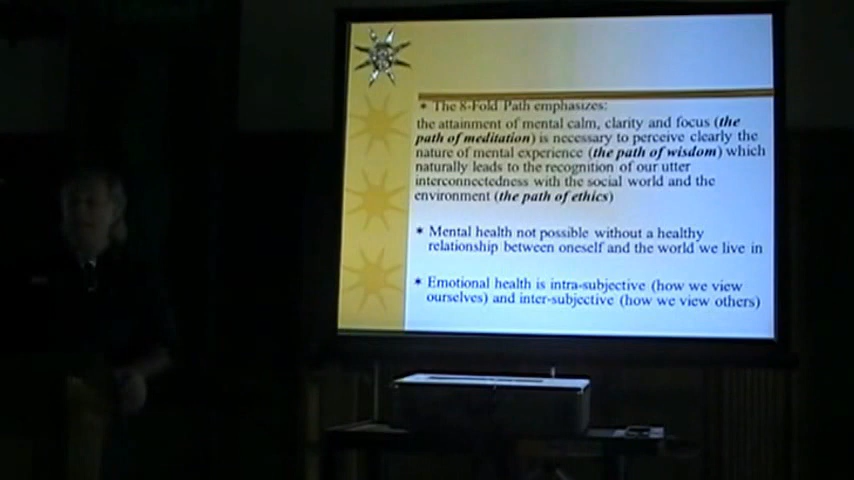 * The 8-Fold Path emphasizes:
the attainment of mental calm, clarity and focus (the
path of meditation) is necessary to perceive clearly the
nature of mental experience (the path of wisdom) which
naturally leads to the recognition of our utter
interconnectedness with the social world and the
environment (the path of ethics)
* Mental health not possible without a healthy
relationship between oneself and the world we live in
* Emotional health is intra-subjective (how we view
ourselves) and inter-subjective (how we view others)